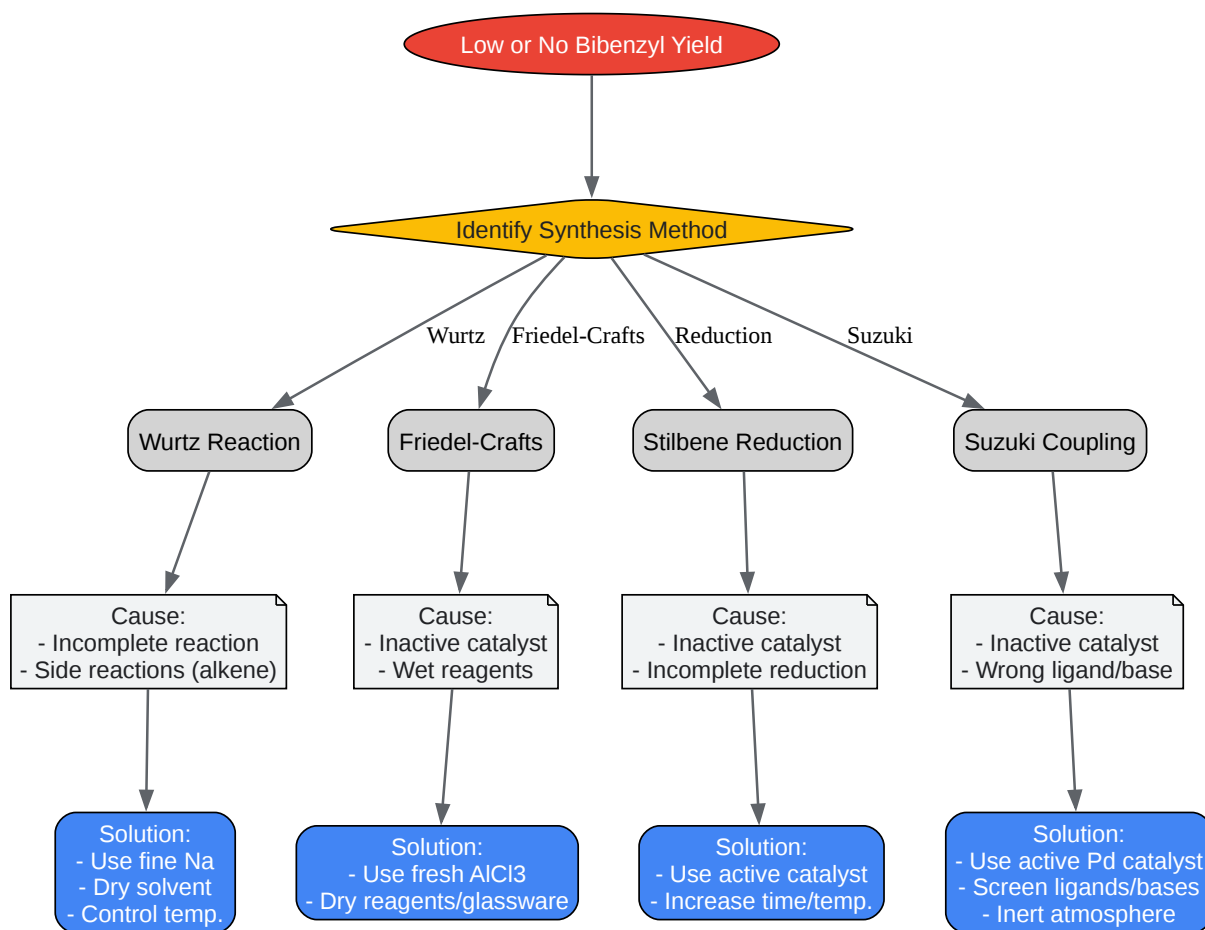 Low or No Bibenzyl Yield
Identify Synthesis Method
Wurtz
Friedel-Crafts
Reduction
Suzuki
Wurtz Reaction
Friedel-Crafts
Stilbene Reduction
Suzuki Coupling
Cause:
- Incomplete reaction
- Side reactions (alkene)
Cause:
- Inactive catalyst
- Wet reagents
Cause:
- Inactive catalyst
- Incomplete reduction
Cause:
- Inactive catalyst
- Wrong ligand/base
Solution:
- Use fine Na
- Dry solvent
- Control temp.
Solution:
- Use fresh AlCl3
- Dry reagents/glassware
Solution:
- Use active catalyst
- Increase time/temp.
Solution:
- Use active Pd catalyst
- Screen ligands/bases
- Inert atmosphere